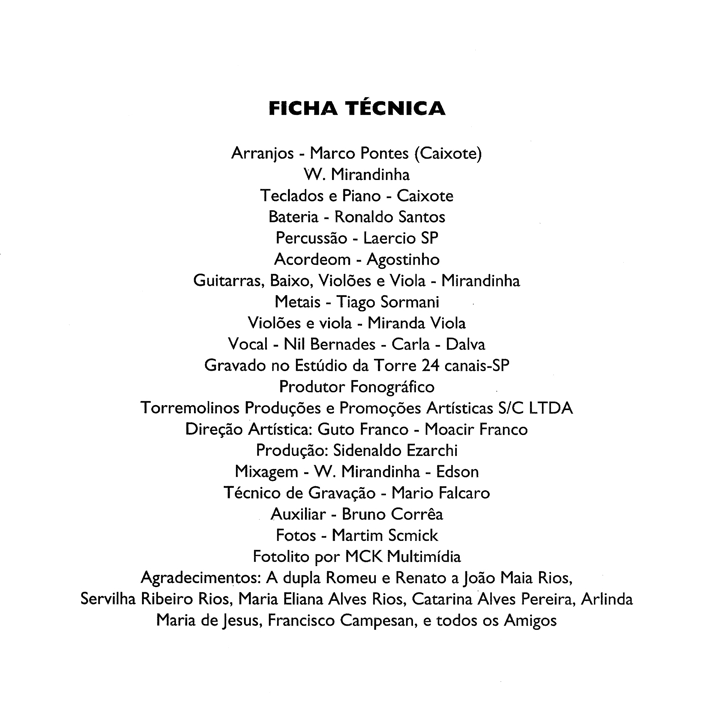 FICHA TÉCNICA
Arranjos - Marco Pontes (Caixote)
W. Mirandinha
Teclados e Piano - Caixote
Bateria - Ronaldo Santos
Percussão - Laercio SP
Acordeom - Agostinho
Guitarras, Baixo, Violões e Viola - Mirandinha
Metais - Tiago Sormani
Violões e viola - Miranda Viola
Vocal - Nil Bernades - Carla - Dalva
Gravado no Estúdio da Torre 24 canais-SP
Produtor Fonográfico
Torremolinos Produções e Promoções Artísticas S/C LTDA
Direção Artística: Guto Franco - Moacir Franco
Produção: Sidenaldo Ezarchi
Mixagem - W. Mirandinha - Edson
Técnico de Gravação - Mario Falcaro
Auxiliar - Bruno Corrêa
Fotos - Martim Scmick
Fotolito por MCK Multimídia
Agradecimentos: A dupla Romeu e Renato a João Maia Rios,
Servilha Ribeiro Rios, Maria Eliana Alves Rios, Catarina Alves Pereira, Arlinda
Maria de Jesus, Francisco Campesan, e todos os Amigos